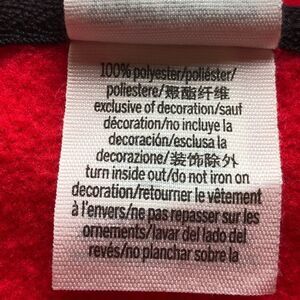 100% polyester/poliéster/
poliestere/聚酯纤维
exclusive of decoration/sauf
décoration/no incluye la
decoración/esclusa la
decorazione/装饰除外
turn inside out/do not iron on
decoration/retourner le vêtement
à l'envers/ne pas repasser sur les
ornements/lavar del lado del
revés/no planchar sobre la